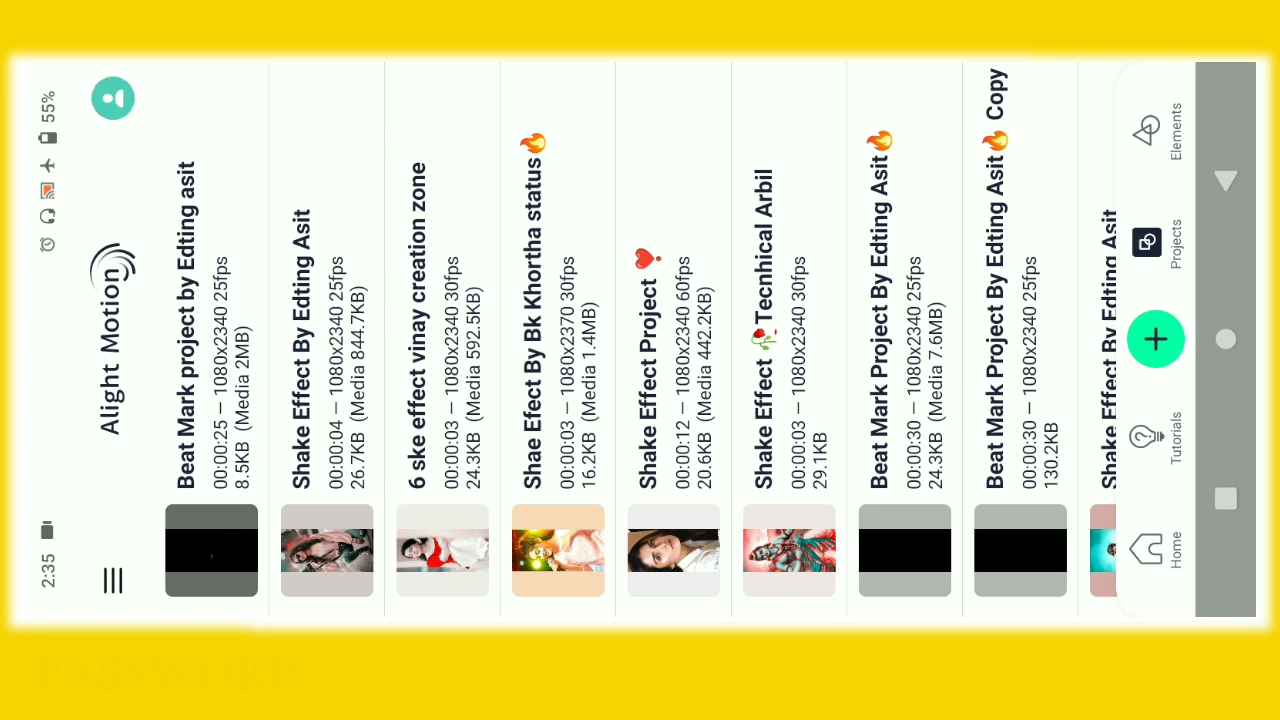 2:35 55%
Alight Motion
Beat Mark project by Edting asit
00:00:25 — 1080x2340 25fps
8.5KB (Media 2MB)
Shake Effect By Edting Asit
00:00:04 — 1080x2340 25fps
26.7KB (Media 844.7KB)
6 ske effect vinay creation zone
00:00:03 — 1080x2340 30fps
24.3KB (Media 592.5KB)
Shae Efect By Bk Khortha status 🔥
00:00:03 — 1080x2370 30fps
16.2KB (Media 1.4MB)
Shake Effect Project ❣️
00:00:12 — 1080x2340 60fps
20.6KB (Media 442.2KB)
Shake Effect 🥀Tecnhical Arbil
00:00:03 — 1080x2340 30fps
29.1KB
Beat Mark Project By Edting Asit🔥
00:00:30 — 1080x2340 25fps
24.3KB (Media 7.6MB)
Beat Mark Project By Edting Asit🔥 Copy
00:00:30 — 1080x2340 25fps
130.2KB
Shake Effect By Edting Asit
Home
Tutorials
Projects
Elements
PASSWORD--